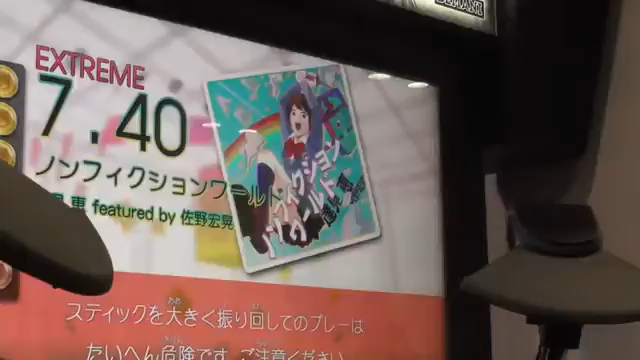 BEMANI
EXTREME
7.40
ノンフィクションワールド
恵 featured by 佐野宏晃
ノンフィクション
ワールド
スティックを大きく振り回してのプレーは
たいへん危険です。ご注意ください